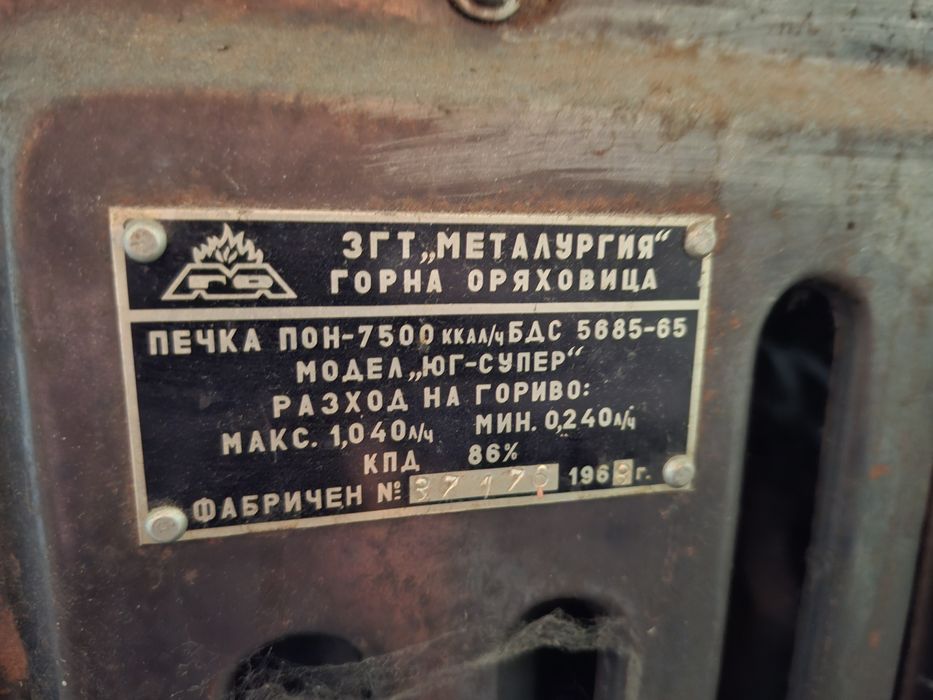 ЗГТ „МЕТАЛУРГИЯ“
ГОРНА ОРЯХОВИЦА
ПЕЧКА ПОН-7500 ККАЛ/Ч БДС 5685-65
МОДЕЛ „ЮГ-СУПЕР“
РАЗХОД НА ГОРИВО:
МАКС. 1,040 Л/Ч МИН. 0,240 Л/Ч
КПД 86%
ФАБРИЧЕН № г.